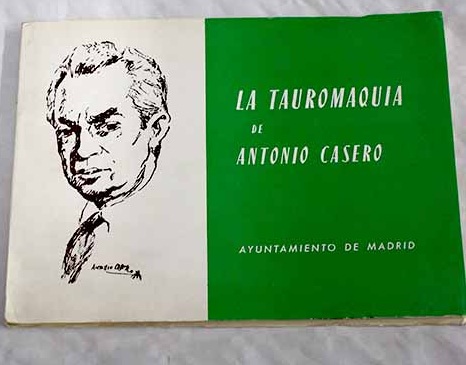 LA TAUROMAQUIA
DE
ANTONIO CASERO
AYUNTAMIENTO DE MADRID